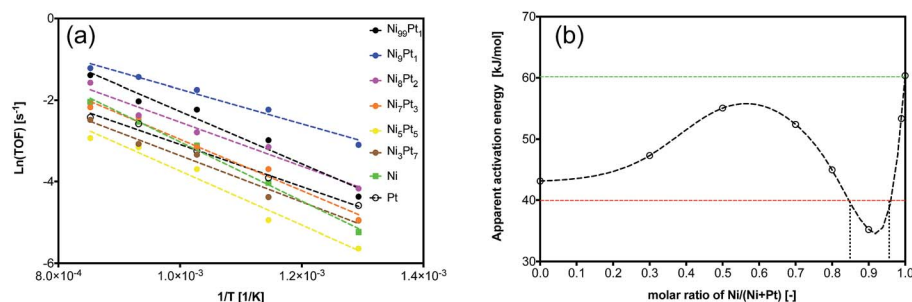 (a)
Ln(TOF) [s⁻¹]
0
-2
-4
-6
8.0×10⁻⁴
1.0×10⁻³
1.2×10⁻³
1.4×10⁻³
1/T [1/K]
Ni₉₉Pt₁
Ni₉Pt₁
Ni₈Pt₂
Ni₇Pt₃
Ni₅Pt₅
Ni₃Pt₇
Ni
Pt
(b)
Apparent activation energy [kJ/mol]
70
60
50
40
30
0.0
0.1
0.2
0.3
0.4
0.5
0.6
0.7
0.8
0.9
1.0
molar ratio of Ni/(Ni+Pt) [-]